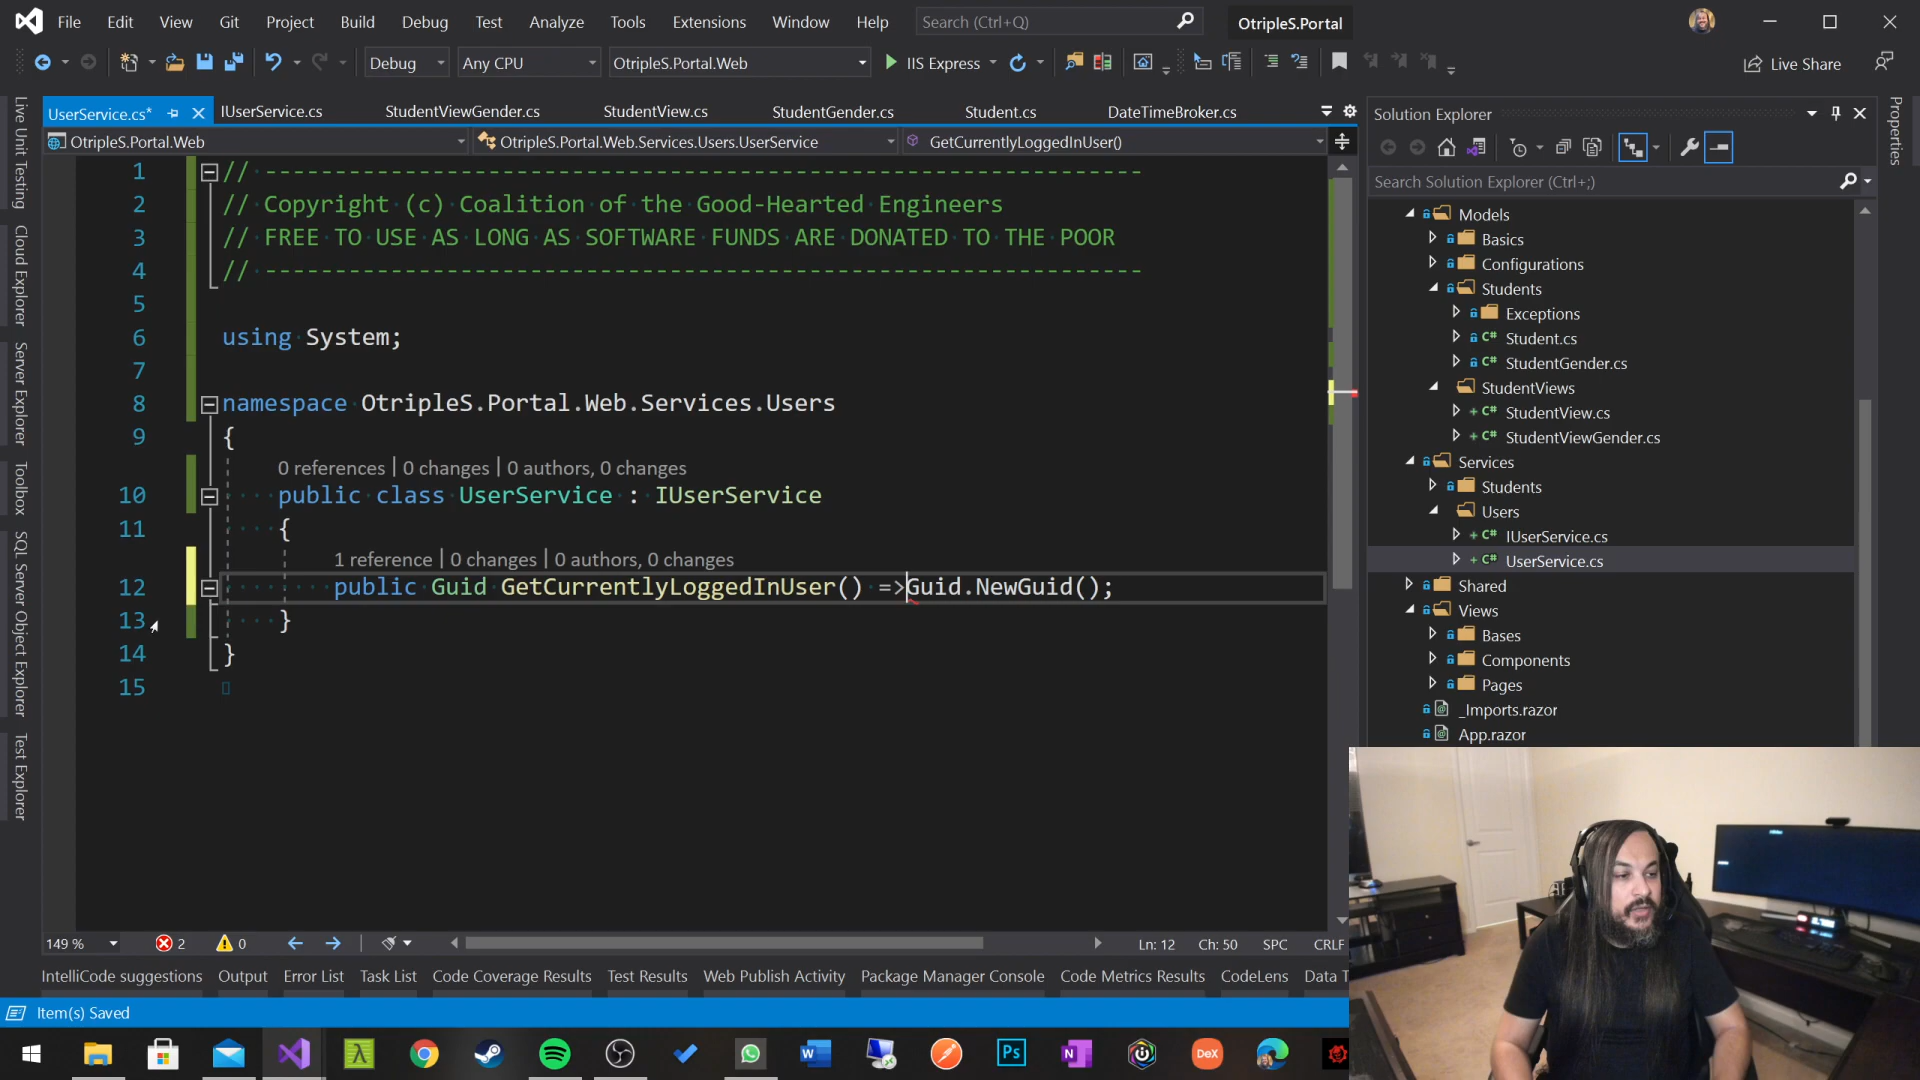 File Edit View Git Project Build Debug Test Analyze Tools Extensions Window Help Search (Ctrl+Q) OtripleS.Portal
Debug Any CPU OtripleS.Portal.Web IIS Express Live Share
UserService.cs* IUserService.cs StudentViewGender.cs StudentView.cs StudentGender.cs Student.cs DateTimeBroker.cs
OtripleS.Portal.Web OtripleS.Portal.Web.Services.Users.UserService GetCurrentlyLoggedInUser()
1 // ---------------------------------------------------------------
2 // Copyright (c) Coalition of the Good-Hearted Engineers
3 // FREE TO USE AS LONG AS SOFTWARE FUNDS ARE DONATED TO THE POOR
4 // ---------------------------------------------------------------
5
6 using System;
7
8 namespace OtripleS.Portal.Web.Services.Users
9 {
0 references | 0 changes | 0 authors, 0 changes
10 public class UserService : IUserService
11 {
1 reference | 0 changes | 0 authors, 0 changes
12 public Guid GetCurrentlyLoggedInUser() =>Guid.NewGuid();
13 }
14 }
15
149 % 2 0 Ln: 12 Ch: 50 SPC CRLF
IntelliCode suggestions Output Error List Task List Code Coverage Results Test Results Web Publish Activity Package Manager Console Code Metrics Results CodeLens Data T
Item(s) Saved
Live Unit Testing
Cloud Explorer
Server Explorer
Toolbox
SQL Server Object Explorer
Test Explorer
Solution Explorer
Search Solution Explorer (Ctrl+;)
Models
Basics
Configurations
Students
Exceptions
C# Student.cs
C# StudentGender.cs
StudentViews
+ C# StudentView.cs
+ C# StudentViewGender.cs
Services
Students
Users
+ C# IUserService.cs
+ C# UserService.cs
Shared
Views
Bases
Components
Pages
_Imports.razor
App.razor
Properties
W Ps N DeX